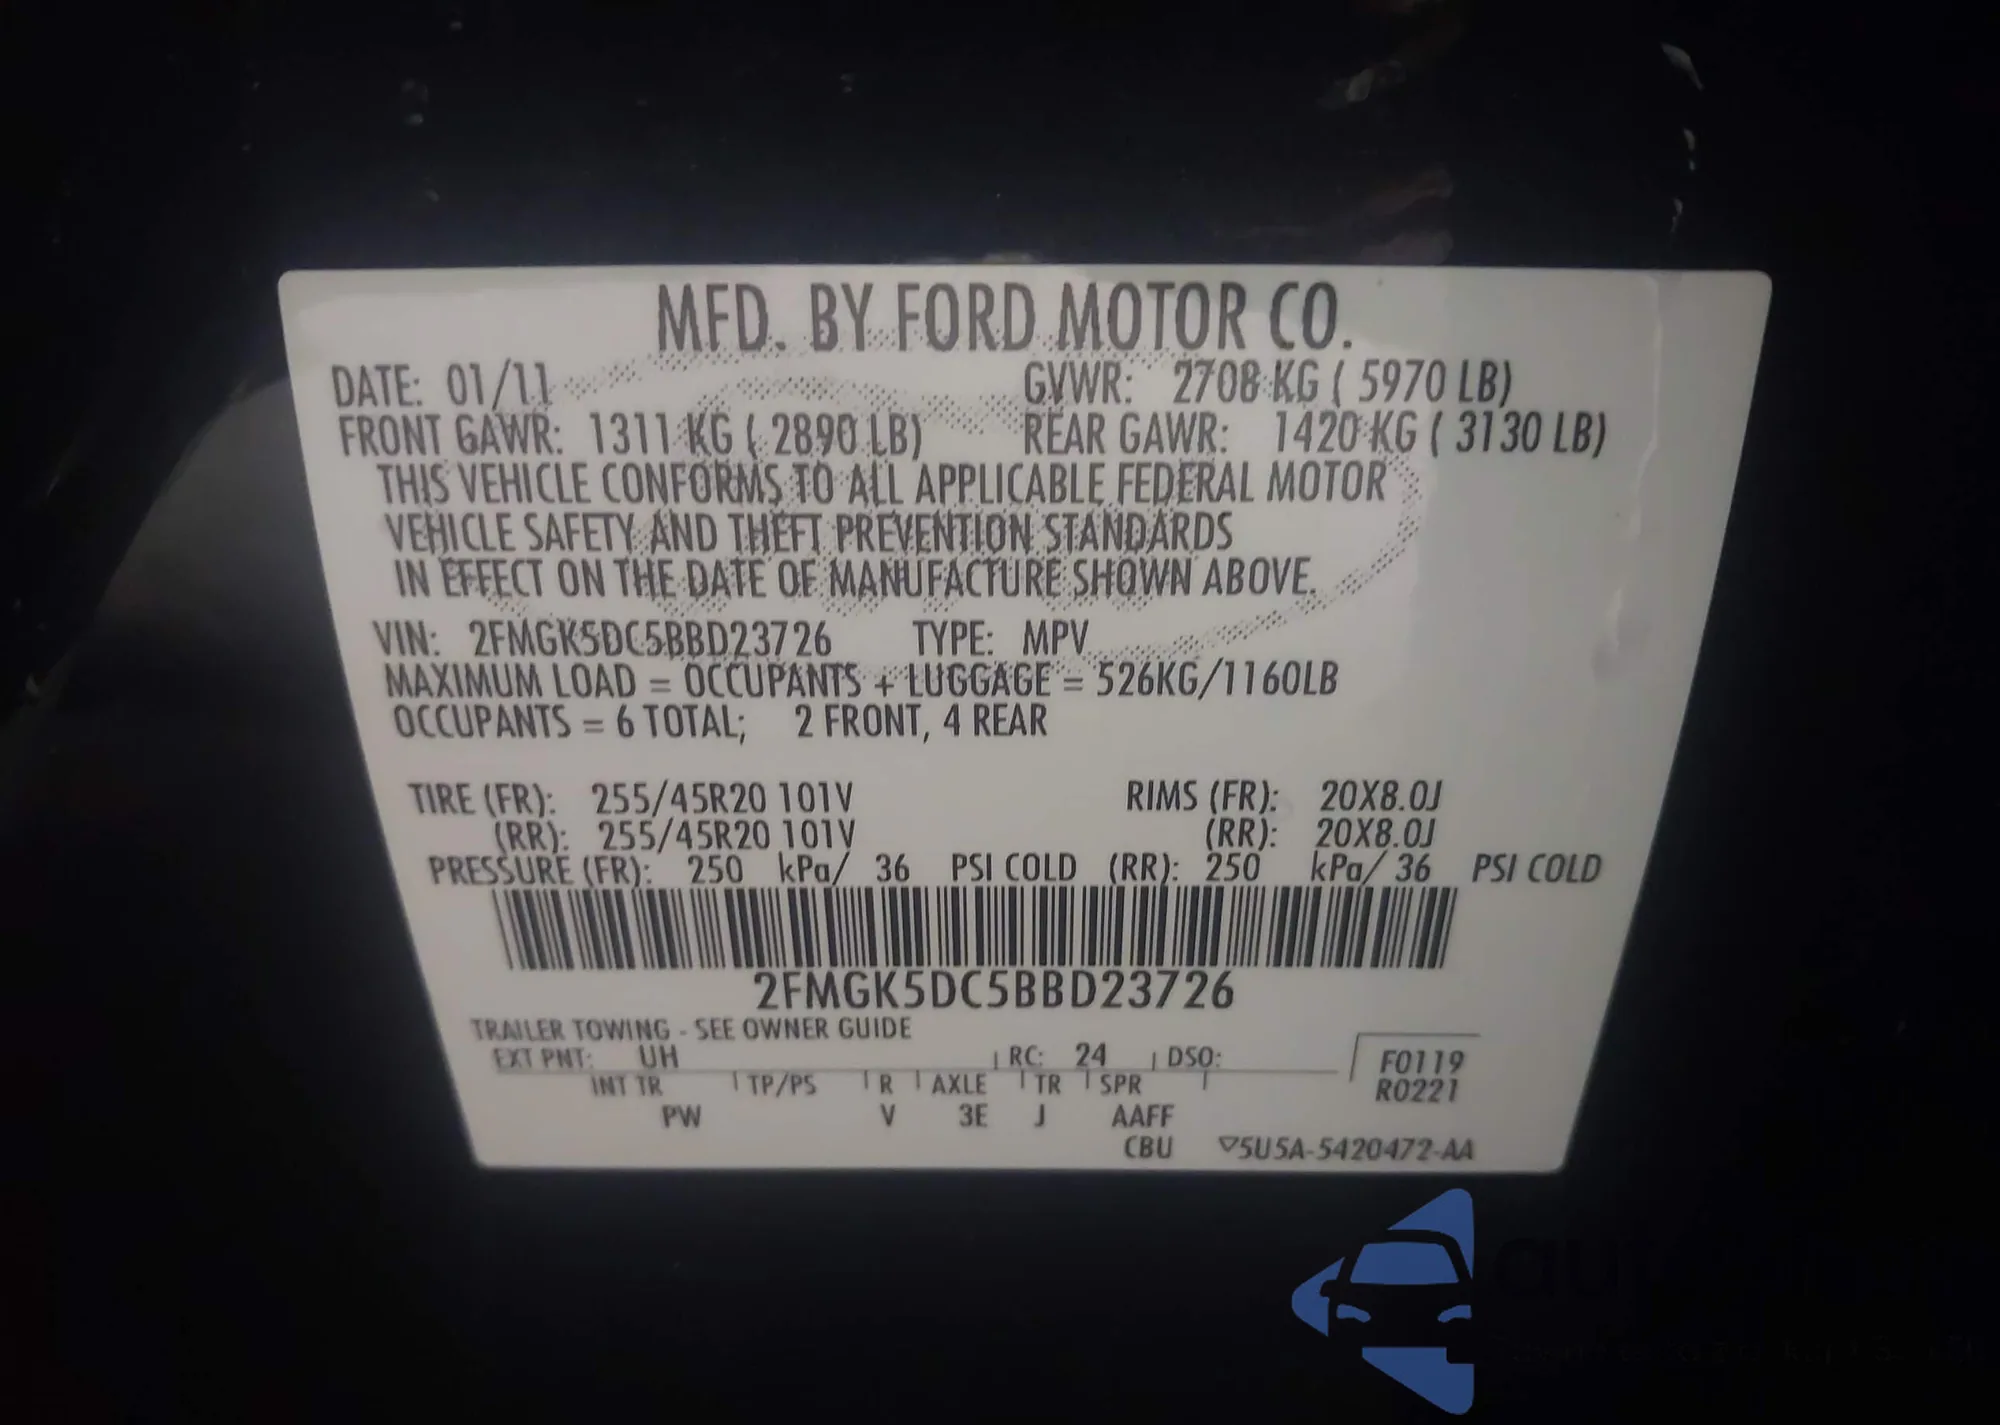 MFD. BY FORD MOTOR CO.
DATE: 01/11 GVWR: 2708 KG ( 5970 LB)
FRONT GAWR: 1311 KG ( 2890 LB) REAR GAWR: 1420 KG ( 3130 LB)
THIS VEHICLE CONFORMS TO ALL APPLICABLE FEDERAL MOTOR
VEHICLE SAFETY AND THEFT PREVENTION STANDARDS
IN EFFECT ON THE DATE OF MANUFACTURE SHOWN ABOVE.
VIN: 2FMGK5DC5BBD23726 TYPE: MPV
MAXIMUM LOAD = OCCUPANTS + LUGGAGE = 526KG/1160LB
OCCUPANTS = 6 TOTAL; 2 FRONT, 4 REAR
TIRE (FR): 255/45R20 101V RIMS (FR): 20X8.0J
(RR): 255/45R20 101V (RR): 20X8.0J
PRESSURE (FR): 250 kPa/ 36 PSI COLD (RR): 250 kPa/ 36 PSI COLD
2FMGK5DC5BBD23726
TRAILER TOWING - SEE OWNER GUIDE
EXT PNT: UH RC: 24 DSO: F0119
INT TR TP/PS R AXLE TR SPR R0221
PW V 3E J AAFF
CBU ▽5U5A-5420472-AA